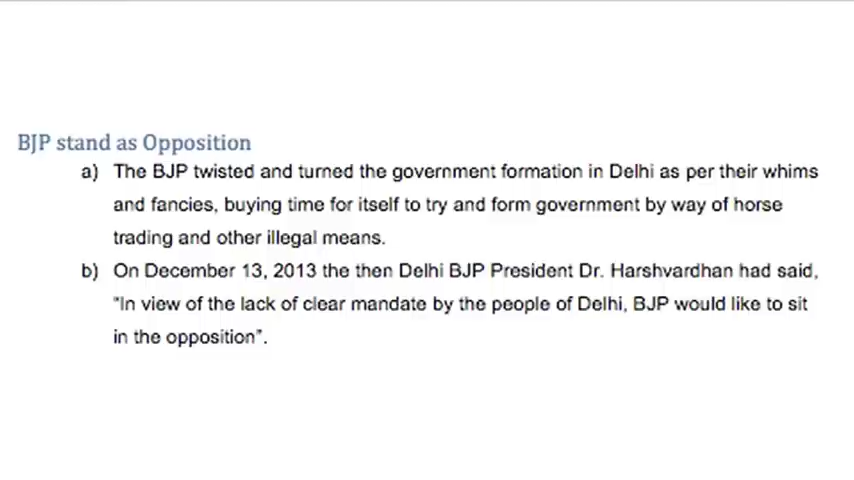 BJP stand as Opposition
a) The BJP twisted and turned the government formation in Delhi as per their whims
and fancies, buying time for itself to try and form government by way of horse
trading and other illegal means.
b) On December 13, 2013 the then Delhi BJP President Dr. Harshvardhan had said,
"In view of the lack of clear mandate by the people of Delhi, BJP would like to sit
in the opposition".